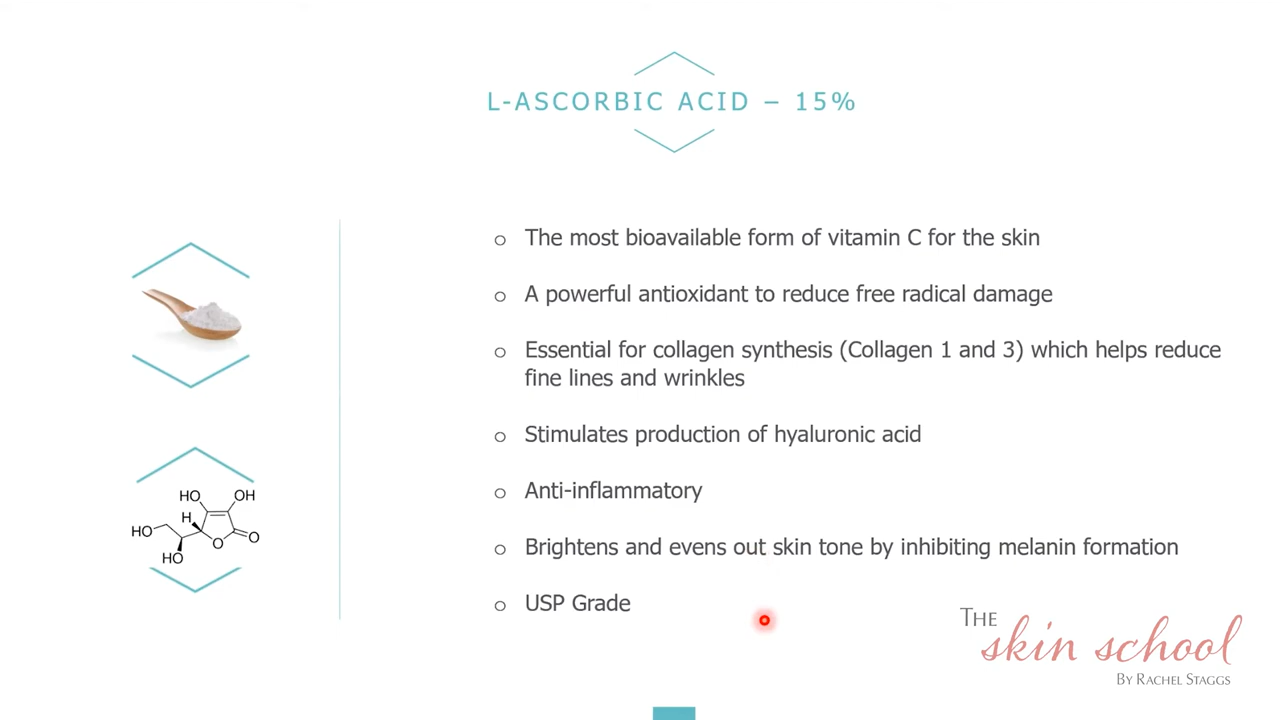 L-ASCORBIC ACID – 15%
o The most bioavailable form of vitamin C for the skin
o A powerful antioxidant to reduce free radical damage
o Essential for collagen synthesis (Collagen 1 and 3) which helps reduce
fine lines and wrinkles
o Stimulates production of hyaluronic acid
o Anti-inflammatory
o Brightens and evens out skin tone by inhibiting melanin formation
o USP Grade
HO OH
H
HO O
O
HO
THE
skin school
BY RACHEL STAGGS